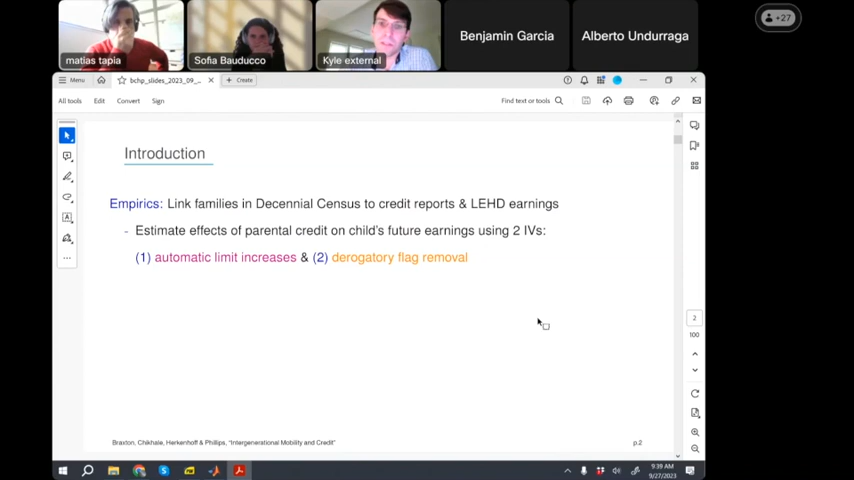 matias tapia
Sofia Bauducco
Kyle external
Benjamin Garcia
Alberto Undurraga
+27
Menu
bchp_slides_2023_09_...
+ Create
All tools
Edit
Convert
Sign
Find text or tools
Introduction
Empirics: Link families in Decennial Census to credit reports & LEHD earnings
- Estimate effects of parental credit on child's future earnings using 2 IVs:
(1) automatic limit increases & (2) derogatory flag removal
2
100
Braxton, Chikhale, Herkenhoff & Phillips, "Intergenerational Mobility and Credit"
p.2
9:39 AM
9/27/2023